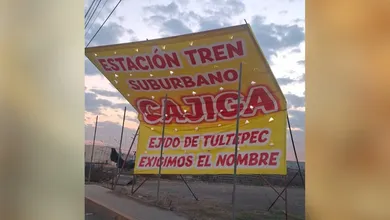 ESTACIÓN TREN
SUBURBANO
CAJIGA
EJIDO DE TULTEPEC
EXIGIMOS EL NOMBRE